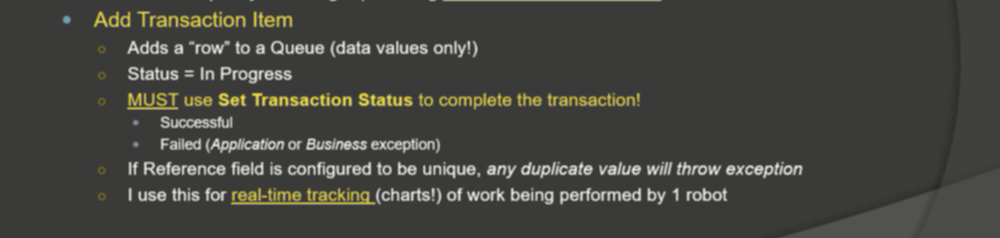 Add Transaction Item
Adds a “row” to a Queue (data values only!)
Status = In Progress
MUST use Set Transaction Status to complete the transaction!
Successful
Failed (Application or Business exception)
If Reference field is configured to be unique, any duplicate value will throw exception
I use this for real-time tracking (charts!) of work being performed by 1 robot